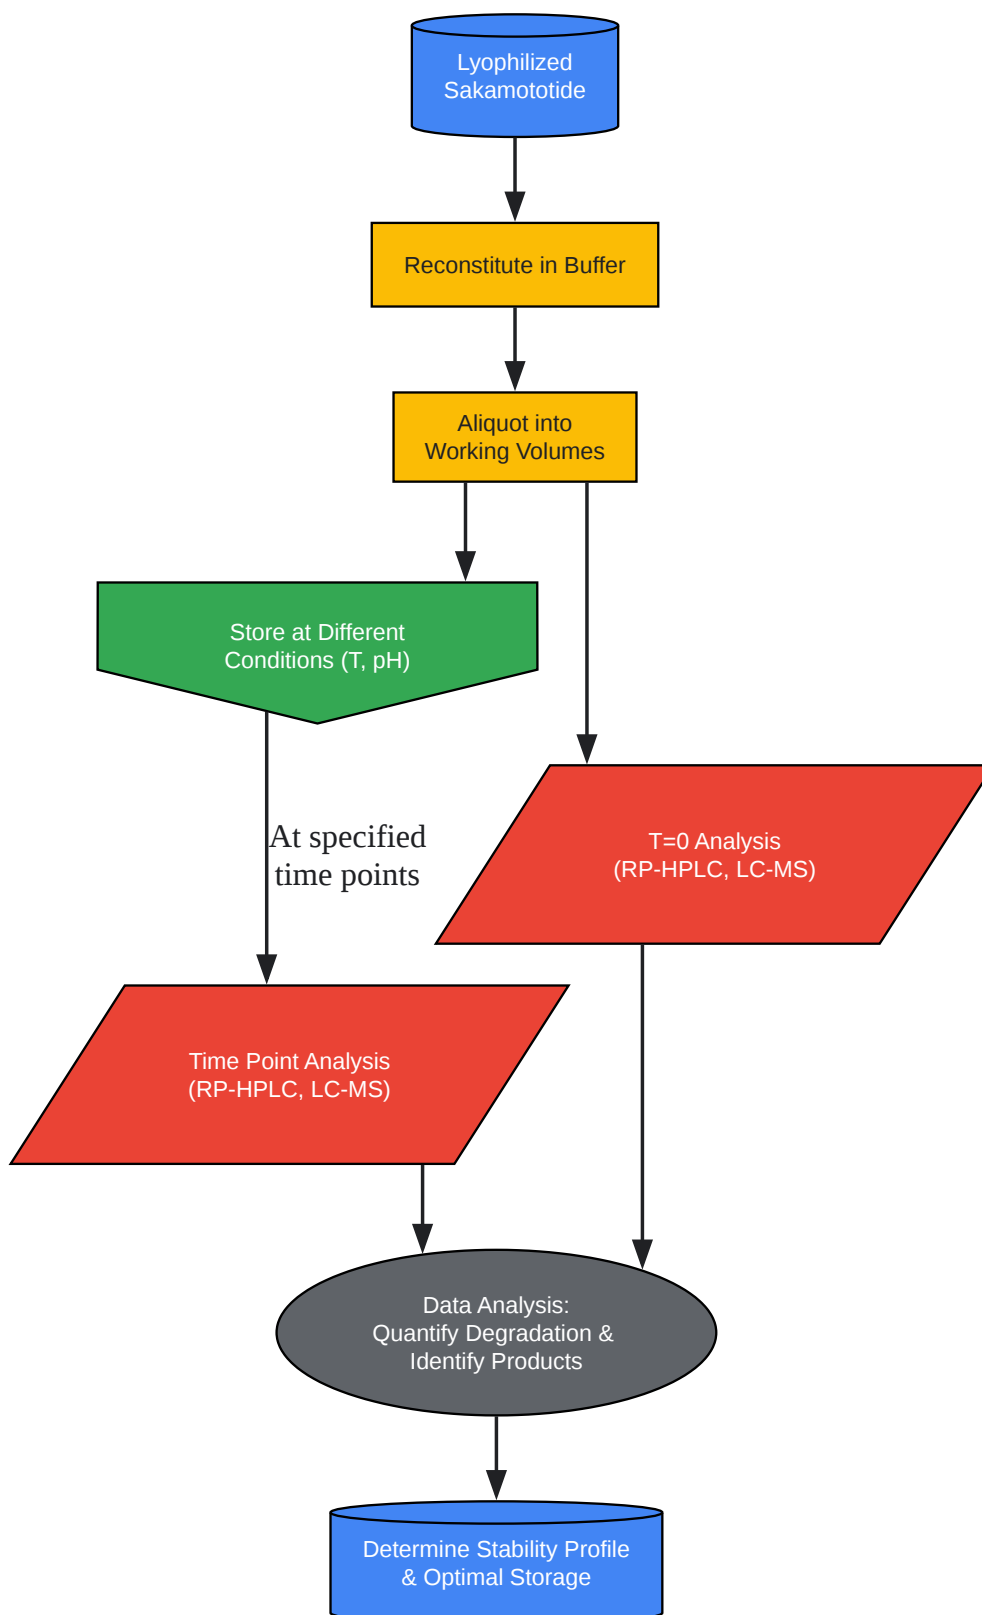 Lyophilized
Sakamototide
Reconstitute in Buffer
Aliquot into
Working Volumes
Store at Different
Conditions (T, pH)
At specified
time points
T=0 Analysis
(RP-HPLC, LC-MS)
Time Point Analysis
(RP-HPLC, LC-MS)
Data Analysis:
Quantify Degradation &
Identify Products
Determine Stability Profile
& Optimal Storage